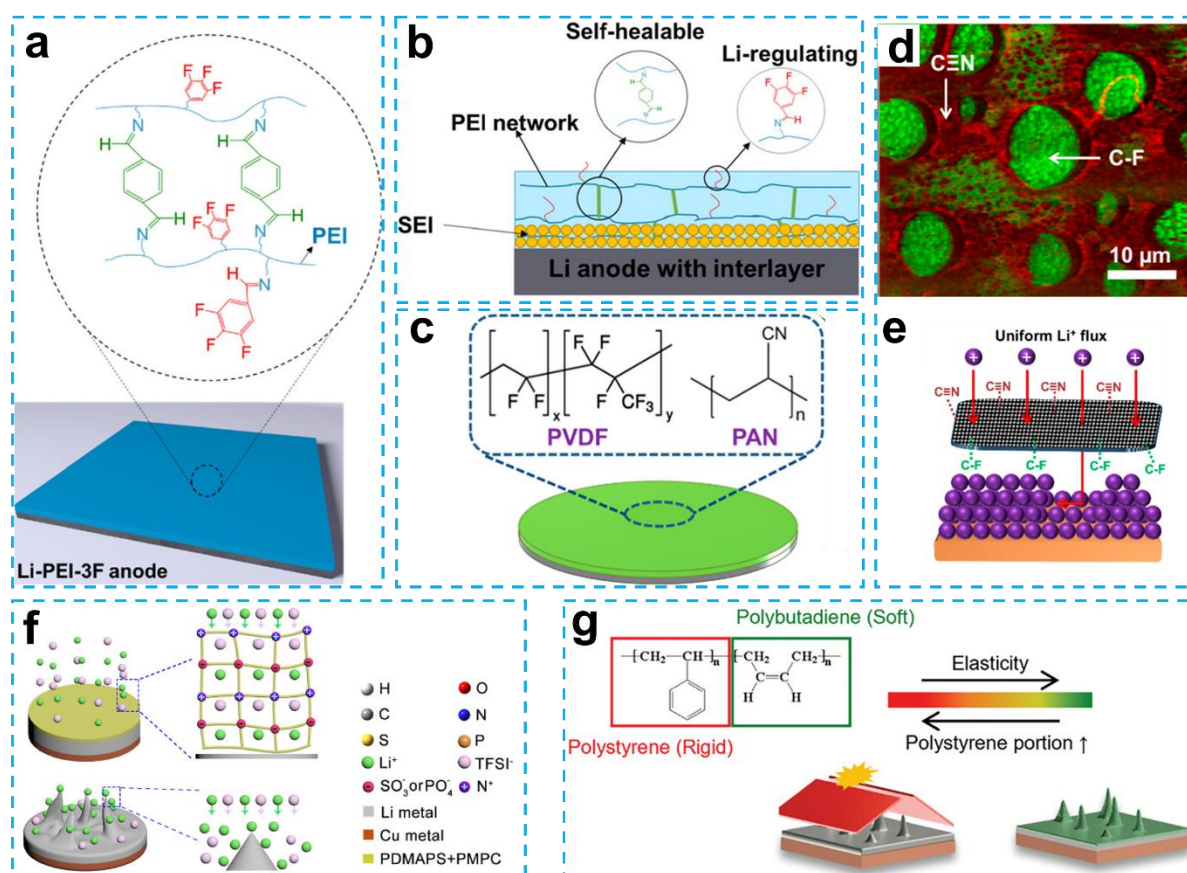 a
F
F
F
N
N
H
H
F
F
F
H
H
N
N
PEI
H
N
F
F
F
Li-PEI-3F anode
b
Self-healable
Li-regulating
N
H
H
N
F
F
F
H
N
PEI network
SEI
Li anode with interlayer
c
F F
x
F F
F CF₃
y
CN
n
PVDF
PAN
d
C≡N
C-F
10 μm
e
Uniform Li⁺ flux
+ + + +
C≡N C≡N C≡N C≡N
C-F C-F C-F C-F
f
H
O
C
N
S
P
Li⁺
TFSI⁻
SO₃⁻orPO₄⁻
N⁺
Li metal
Cu metal
PDMAPS+PMPC
g
Polybutadiene (Soft)
[CH₂ CH]n [CH₂ CH₂]n
C=C
H H
Polystyrene (Rigid)
Elasticity
Polystyrene portion ↑